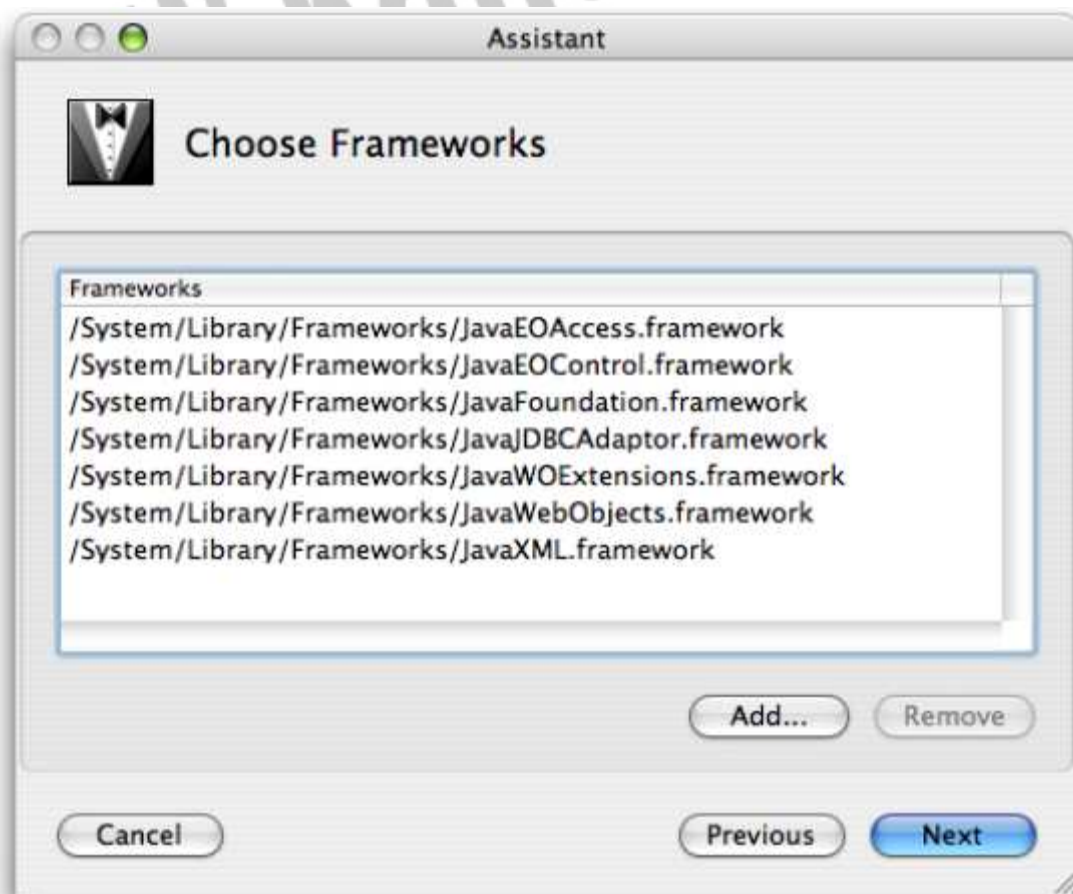 Assistant
Choose Frameworks
Frameworks
/System/Library/Frameworks/JavaEOAccess.framework
/System/Library/Frameworks/JavaEOControl.framework
/System/Library/Frameworks/JavaFoundation.framework
/System/Library/Frameworks/JavaJDBCAdaptor.framework
/System/Library/Frameworks/JavaWOExtensions.framework
/System/Library/Frameworks/JavaWebObjects.framework
/System/Library/Frameworks/JavaXML.framework
Add... Remove
Cancel Previous Next